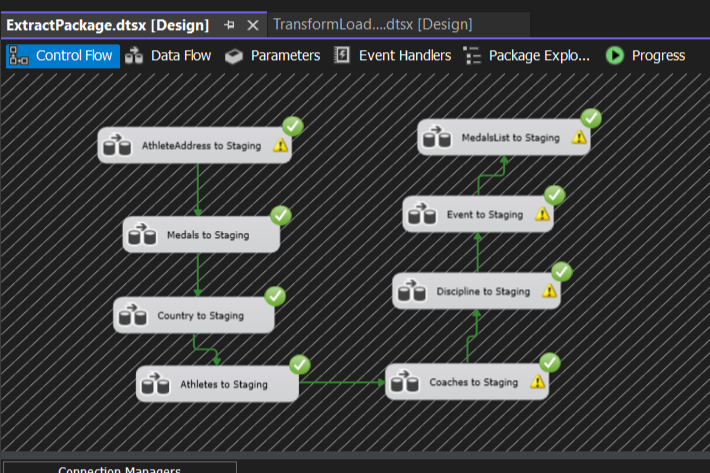 ExtractPackage.dtsx [Design]
TransformLoad....dtsx [Design]
Control Flow
Data Flow
Parameters
Event Handlers
Package Explo...
Progress
AthleteAddress to Staging
Medals to Staging
Country to Staging
Athletes to Staging
Coaches to Staging
Discipline to Staging
Event to Staging
MedalsList to Staging
Connection Managers